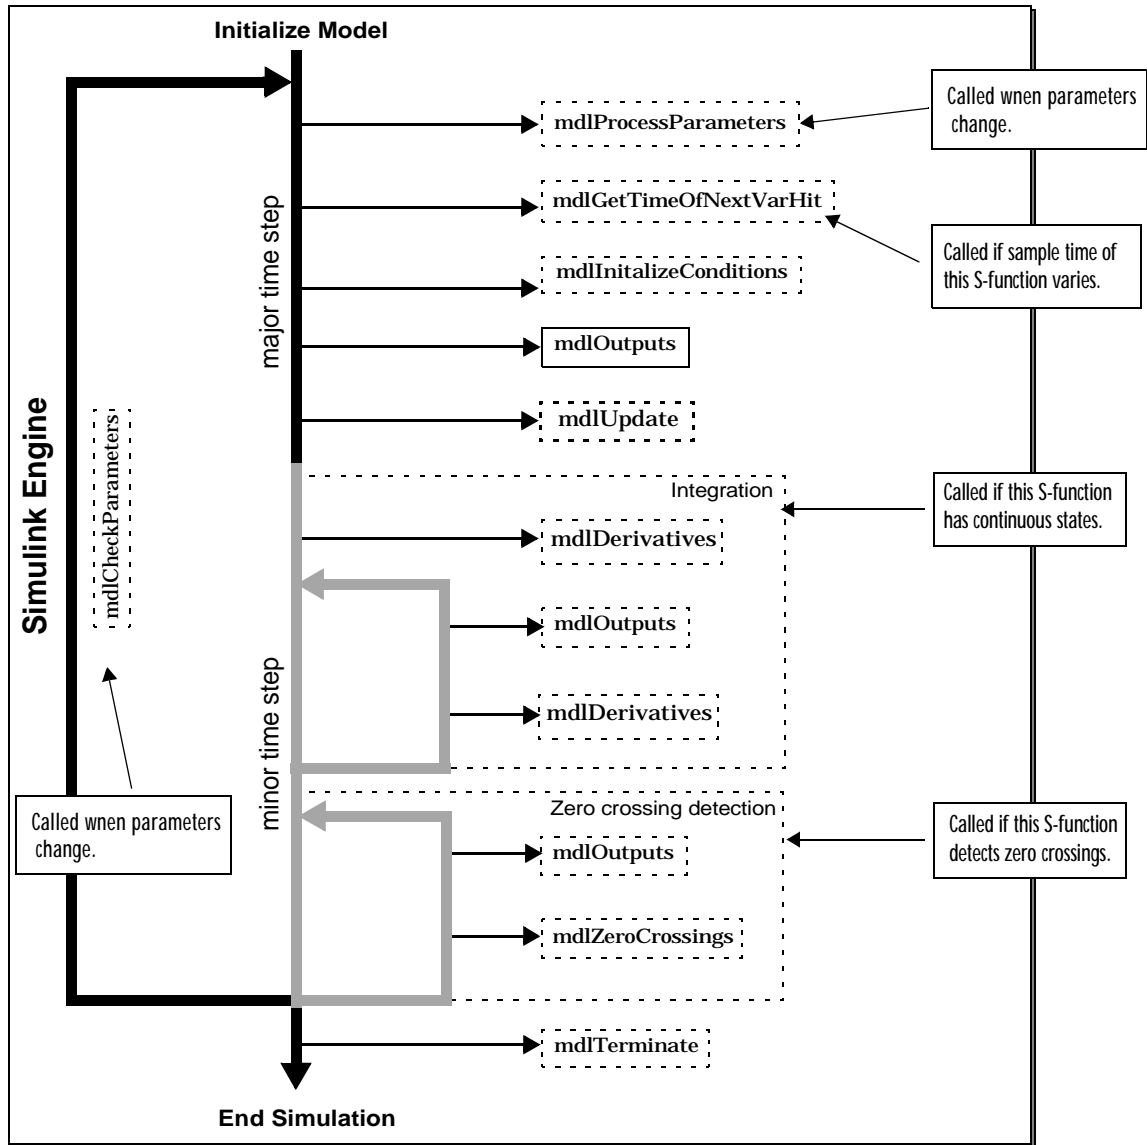 Initialize Model
Called wnen parameters
change.
mdlProcessParameters
mdlGetTimeOfNextVarHit
Called if sample time of
this S-function varies.
mdlInitalizeConditions
major time step
mdlOutputs
mdlUpdate
Simulink Engine
mdlCheckParameters
Integration
Called if this S-function
has continuous states.
mdlDerivatives
mdlOutputs
minor time step
mdlDerivatives
Called wnen parameters
change.
Zero crossing detection
Called if this S-function
detects zero crossings.
mdlOutputs
mdlZeroCrossings
mdlTerminate
End Simulation